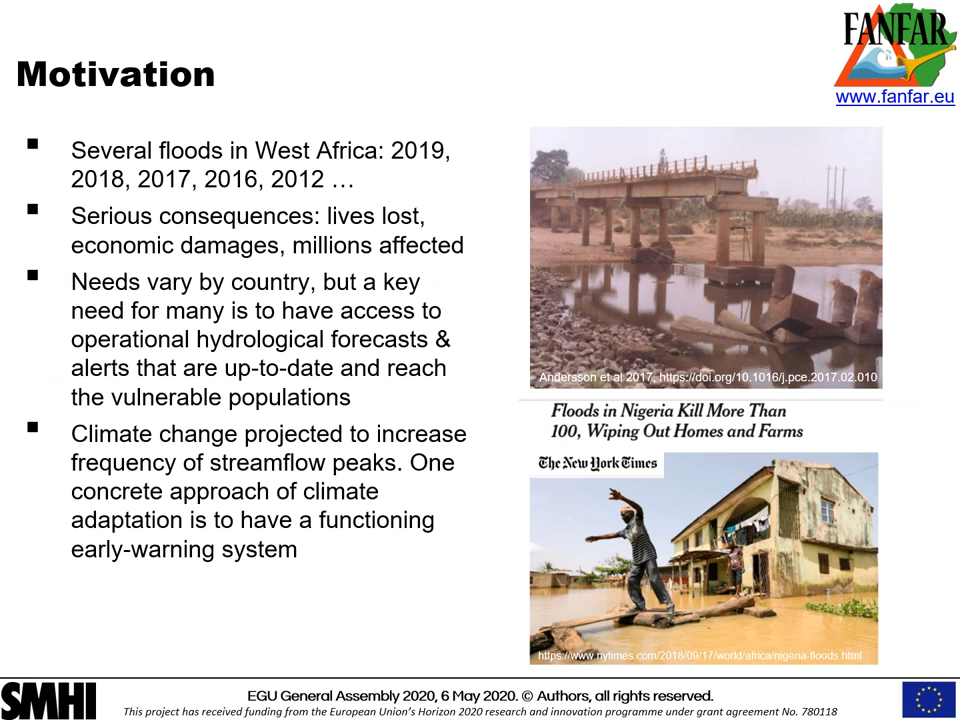 FANFAR
www.fanfar.eu
Motivation
Several floods in West Africa: 2019,
2018, 2017, 2016, 2012 …
Serious consequences: lives lost,
economic damages, millions affected
Needs vary by country, but a key
need for many is to have access to
operational hydrological forecasts &
alerts that are up-to-date and reach
the vulnerable populations
Climate change projected to increase
frequency of streamflow peaks. One
concrete approach of climate
adaptation is to have a functioning
early-warning system
Andersson et al 2017, https://doi.org/10.1016/j.pce.2017.02.010
Floods in Nigeria Kill More Than
100, Wiping Out Homes and Farms
The New York Times
https://www.nytimes.com/2018/09/17/world/africa/nigeria-floods.html
SMHI
EGU General Assembly 2020, 6 May 2020. © Authors, all rights reserved.
This project has received funding from the European Union's Horizon 2020 research and innovation programme under grant agreement No. 780118